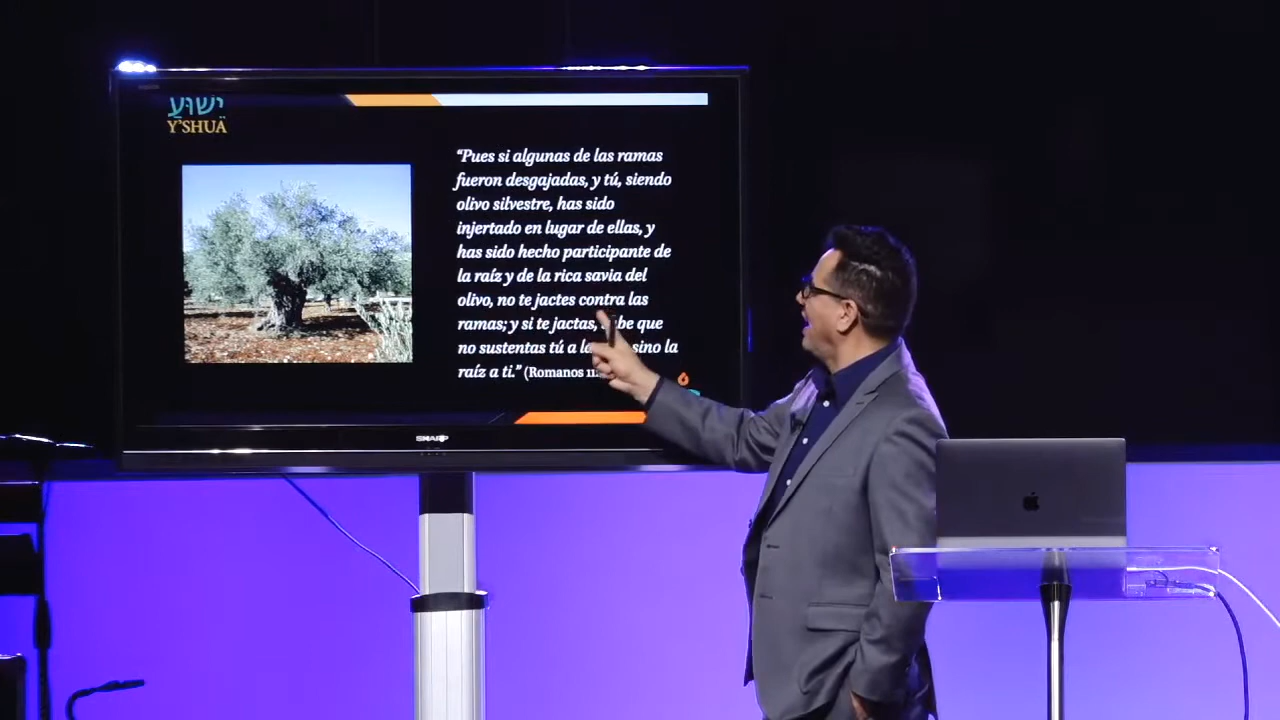 יֵשׁוּעַ
Y'SHUA
“Pues si algunas de las ramas
fueron desgajadas, y tú, siendo
olivo silvestre, has sido
injertado en lugar de ellas, y
has sido hecho participante de
la raíz y de la rica savia del
olivo, no te jactes contra las
ramas; y si te jactas, que
no sustentas tú a sino la
raíz a ti.” (Romanos
SHARP